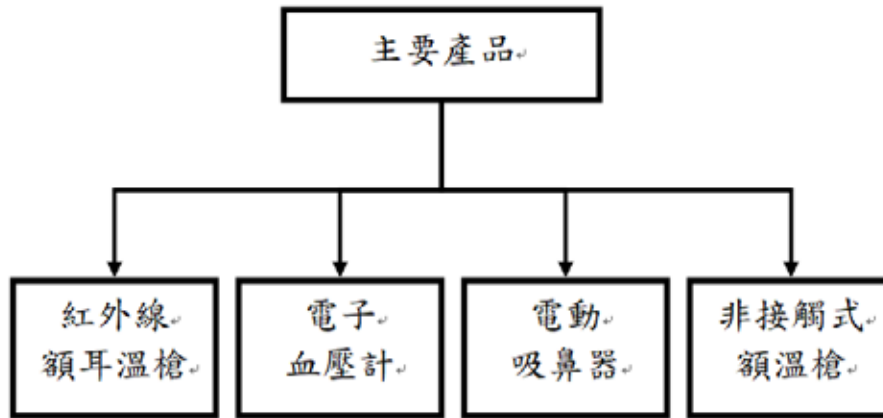 主要產品
紅外線
額耳溫槍
電子
血壓計
電動
吸鼻器
非接觸式
額溫槍